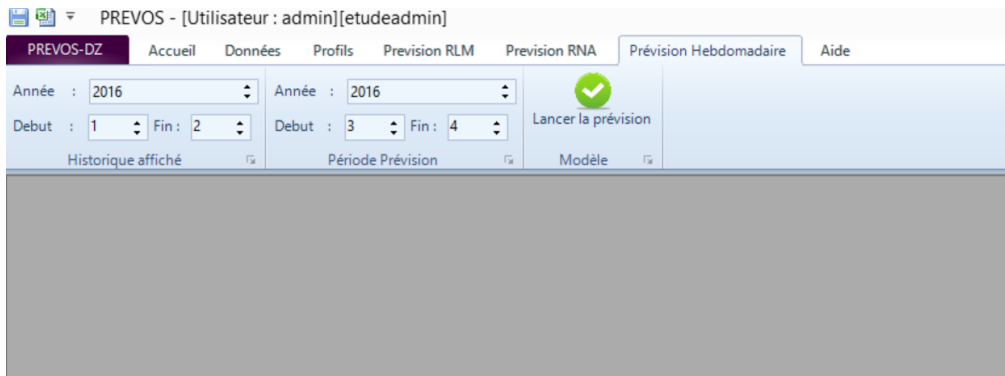 PREVOS - [Utilisateur : admin][etudeadmin]
PREVOS-DZ Accueil Données Profils Prevision RLM Prevision RNA Prévision Hebdomadaire Aide
Année : 2016 Année : 2016
Debut : 1 Fin : 2 Debut : 3 Fin : 4 Lancer la prévision
Historique affiché Période Prévision Modèle